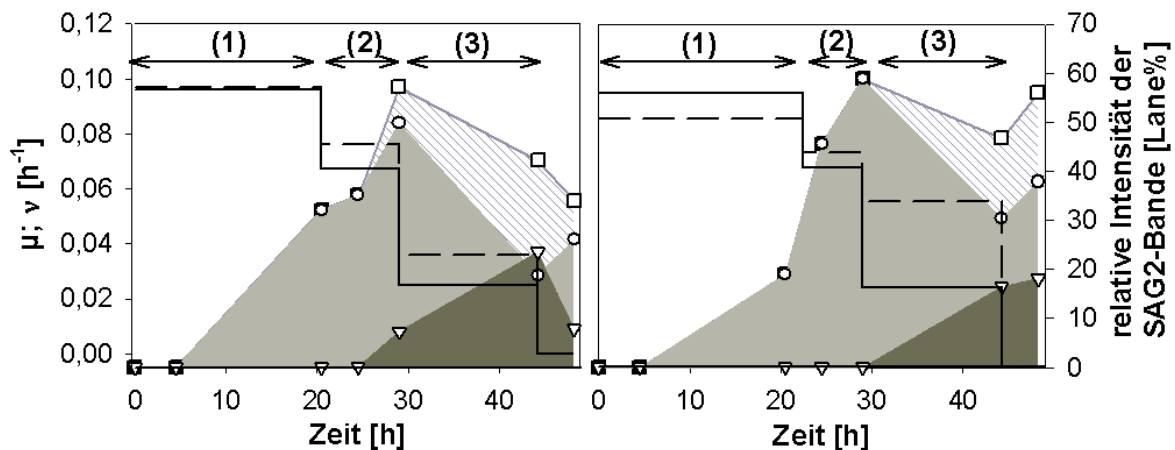 0,12
0,10
0,08
0,06
0,04
0,02
0,00
µ; ν [h⁻¹]
(1) (2) (3)
0 10 20 30 40
Zeit [h]
(1) (2) (3)
0 10 20 30 40
Zeit [h]
70
60
50
40
30
20
10
0
relative Intensität der
SAG2-Bande [Lane%]